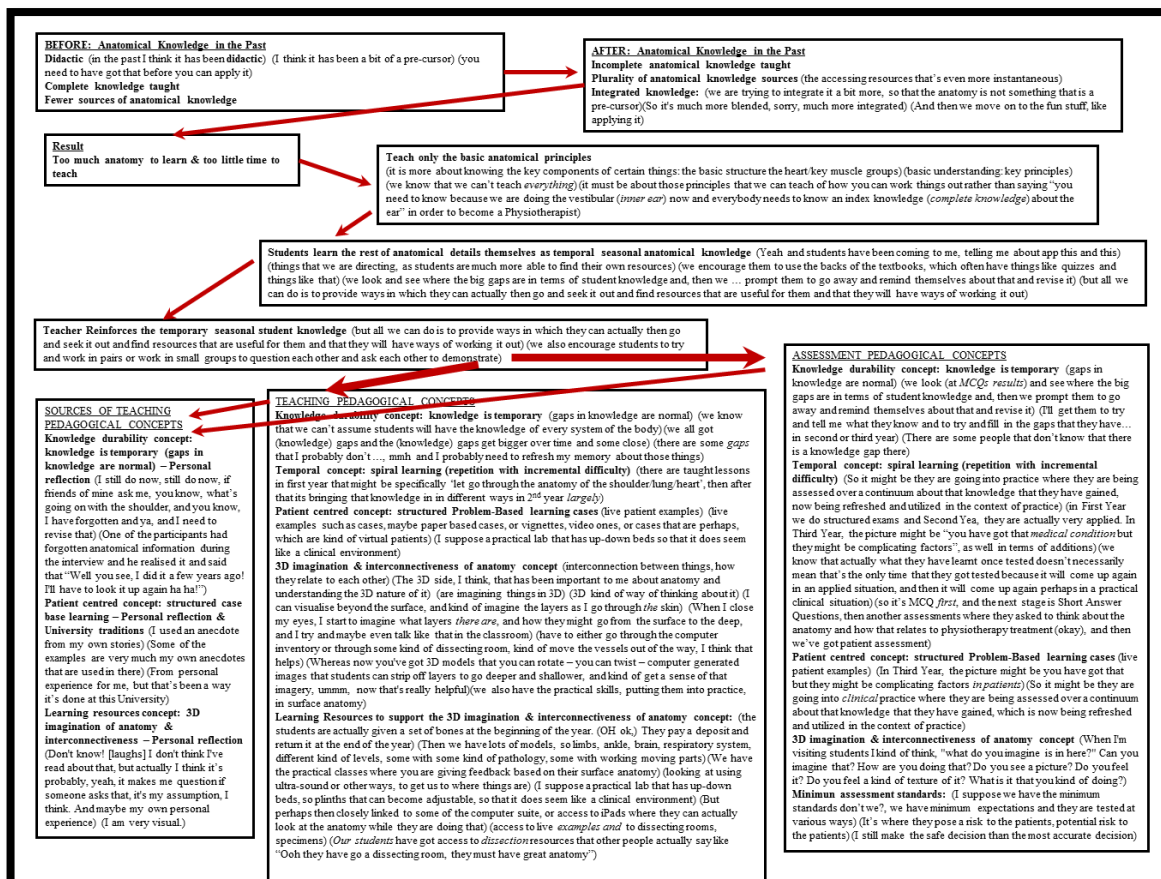 BEFORE: Anatomical Knowledge in the Past
Didactic (in the past I think it has been didactic) (I think it has been a bit of a pre-cursor) (you
need to have got that before you can apply it)
Complete knowledge taught
Fewer sources of anatomical knowledge
AFTER: Anatomical Knowledge in the Past
Incomplete anatomical knowledge taught
Plurality of anatomical knowledge sources (the accessing resources that's even more instantaneous)
Integrated knowledge: (we are trying to integrate it a bit more, so that the anatomy is not something that is a
pre-cursor)(So it's much more blended, sorry, much more integrated) (And then we move on to the fun stuff, like
applying it)
Result
Too much anatomy to learn & too little time to
teach
Teach only the basic anatomical principles
(it is more about knowing the key components of certain things: the basic structure the heart/key muscle groups) (basic understanding: key principles)
(we know that we can't teach everything) (it must be about those principles that we can teach of how you can work things out rather than saying "you
need to know because we are doing the vestibular (inner ear) now and everybody needs to know an index knowledge (complete knowledge) about the
ear" in order to become a Physiotherapist)
Students learn the rest of anatomical details themselves as temporal seasonal anatomical knowledge (Yeah and students have been coming to me, telling me about app this and this)
(things that we are directing, as students are much more able to find their own resources) (we encourage them to use the backs of the textbooks, which often have things like quizzes and
things like that) (we look and see where the big gaps are in terms of student knowledge and, then we … prompt them to go away and remind themselves about that and revise it) (but all we
can do is to provide ways in which they can actually then go and seek it out and find resources that are useful for them and that they will have ways of working it out)
Teacher Reinforces the temporary seasonal student knowledge (but all we can do is to provide ways in which they can actually then go
and seek it out and find resources that are useful for them and that they will have ways of working it out) (we also encourage students to try
and work in pairs or work in small groups to question each other and ask each other to demonstrate)
SOURCES OF TEACHING
PEDAGOGICAL CONCEPTS
Knowledge durability concept:
knowledge is temporary (gaps in
knowledge are normal) – Personal
reflection (I still do now, still do now, if
friends of mine ask me, you know, what's
going on with the shoulder, and you know,
I have forgotten and ya, and I need to
revise that) (One of the participants had
forgotten anatomical information during
the interview and he realised it and said
that "Well you see, I did it a few years ago!
I'll have to look it up again ha ha!")
Patient centred concept: structured case
base learning – Personal reflection &
University traditions (I used an anecdote
from my own stories) (Some of the
examples are very much my own anecdotes
that are used in there) (From personal
experience for me, but that's been a way
it's done at this University)
Learning resources concept: 3D
imagination of anatomy &
interconnectiveness – Personal reflection
(Don't know! [laughs] I don't think I've
read about that, but actually I think it's
probably, yeah, it makes me question if
someone asks that, it's my assumption, I
think. And maybe my own personal
experience) (I am very visual.)
TEACHING PEDAGOGICAL CONCEPTS
Knowledge durability concept: knowledge is temporary (gaps in knowledge are normal) (we know
that we can't assume students will have the knowledge of every system of the body) (we all got
(knowledge) gaps and the (knowledge) gaps get bigger over time and some close) (there are some gaps
that I probably don't…, mmh and I probably need to refresh my memory about those things)
Temporal concept: spiral learning (repetition with incremental difficulty) (there are taught lessons
in first year that might be specifically 'let go through the anatomy of the shoulder/lung/heart', then after
that its bringing that knowledge in in different ways in 2nd year largely)
Patient centred concept: structured Problem-Based learning cases (live patient examples) (live
examples such as cases, maybe paper based cases, or vignettes, video ones, or cases that are perhaps,
which are kind of virtual patients) (I suppose a practical lab that has up-down beds so that it does seem
like a clinical environment)
3D imagination & interconnectiveness of anatomy concept (interconnection between things, how
they relate to each other) (The 3D side, I think, that has been important to me about anatomy and
understanding the 3D nature of it) (are imagining things in 3D) (3D kind of way of thinking about it) (I
can visualise beyond the surface, and kind of imagine the layers as I go through the skin) (When I close
my eyes, I start to imagine what layers there are, and how they might go from the surface to the deep,
and I try and maybe even talk like that in the classroom) (have to either go through the computer
inventory or through some kind of dissecting room, kind of move the vessels out of the way, I think that
helps) (Whereas now you've got 3D models that you can rotate – you can twist – computer generated
images that students can strip off layers to go deeper and shallower, and kind of get a sense of that
imagery, ummm, now that's really helpful)(we also have the practical skills, putting them into practice,
in surface anatomy)
Learning Resources to support the 3D imagination & interconnectiveness of anatomy concept: (the
students are actually given a set of bones at the beginning of the year. (OH ok,) They pay a deposit and
return it at the end of the year) (Then we have lots of models, so limbs, ankle, brain, respiratory system,
different kind of levels, some with some kind of pathology, some with working moving parts) (We have
the practical classes where you are giving feedback based on their surface anatomy) (looking at using
ultra-sound or other ways, to get us to where things are) (I suppose a practical lab that has up-down
beds, so plinths that can become adjustable, so that it does seem like a clinical environment) (But
perhaps then closely linked to some of the computer suite, or access to iPads where they can actually
look at the anatomy while they are doing that) (access to live examples and to dissecting rooms,
specimens) (Our students have got access to dissection resources that other people actually say like
"Ooh they have go a dissecting room, they must have great anatomy")
ASSESSMENT PEDAGOGICAL CONCEPTS
Knowledge durability concept: knowledge is temporary (gaps in
knowledge are normal) (we look (at MCQs results) and see where the big
gaps are in terms of student knowledge and, then we prompt them to go
away and remind themselves about that and revise it) (I'll get them to try
and tell me what they know and to try and fill in the gaps that they have…
in second or third year) (There are some people that don't know that there
is a knowledge gap there)
Temporal concept: spiral learning (repetition with incremental
difficulty) (So it might be they are going into practice where they are being
assessed over a continuum about that knowledge that they have gained,
now being refreshed and utilized in the context of practice) (in First Year
we do structured exams and Second Yea, they are actually very applied. In
Third Year, the picture might be "you have got that medical condition but
they might be complicating factors", as well in terms of additions) (we
know that actually what they have learnt once tested doesn't necessarily
mean that's the only time that they got tested because it will come up again
in an applied situation, and then it will come up again perhaps in a practical
clinical situation) (so it's MCQ first, and the next stage is Short Answer
Questions, then another assessments where they asked to think about the
anatomy and how that relates to physiotherapy treatment (okay), and then
we've got patient assessment)
Patient centred concept: structured Problem-Based learning cases (live
patient examples) (In Third Year, the picture might be you have got that
but they might be complicating factors in patients) (So it might be they are
going into clinical practice where they are being assessed over a continuum
about that knowledge that they have gained, which is now being refreshed
and utilized in the context of practice)
3D imagination & interconnectiveness of anatomy concept (When I'm
visiting students I kind of think, "what do you imagine is in here?" Can you
imagine that? How are you doing that? Do you see a picture? Do you feel
it? Do you feel a kind of texture of it? What is it that you kind of doing?)
Minimun assessment standards: (I suppose we have the minimum
standards don't we?, we have minimum expectations and they are tested at
various ways) (It's where they pose a risk to the patients, potential risk to
the patients) (I still make the safe decision than the most accurate decision)